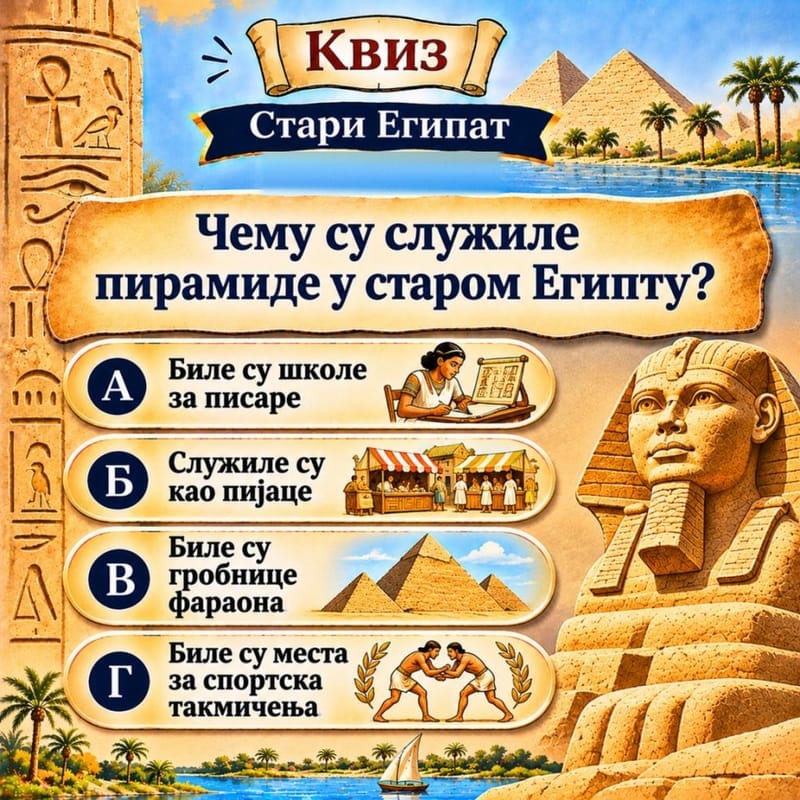 Квиз
Стари Египат
Чему су служиле
пирамиде у старом Египту?
А
Биле су школе
за писаре
Б
Служиле су
као пијаце
В
Биле су
гробнице
фараона
Г
Биле су места
за спортска
такмичења